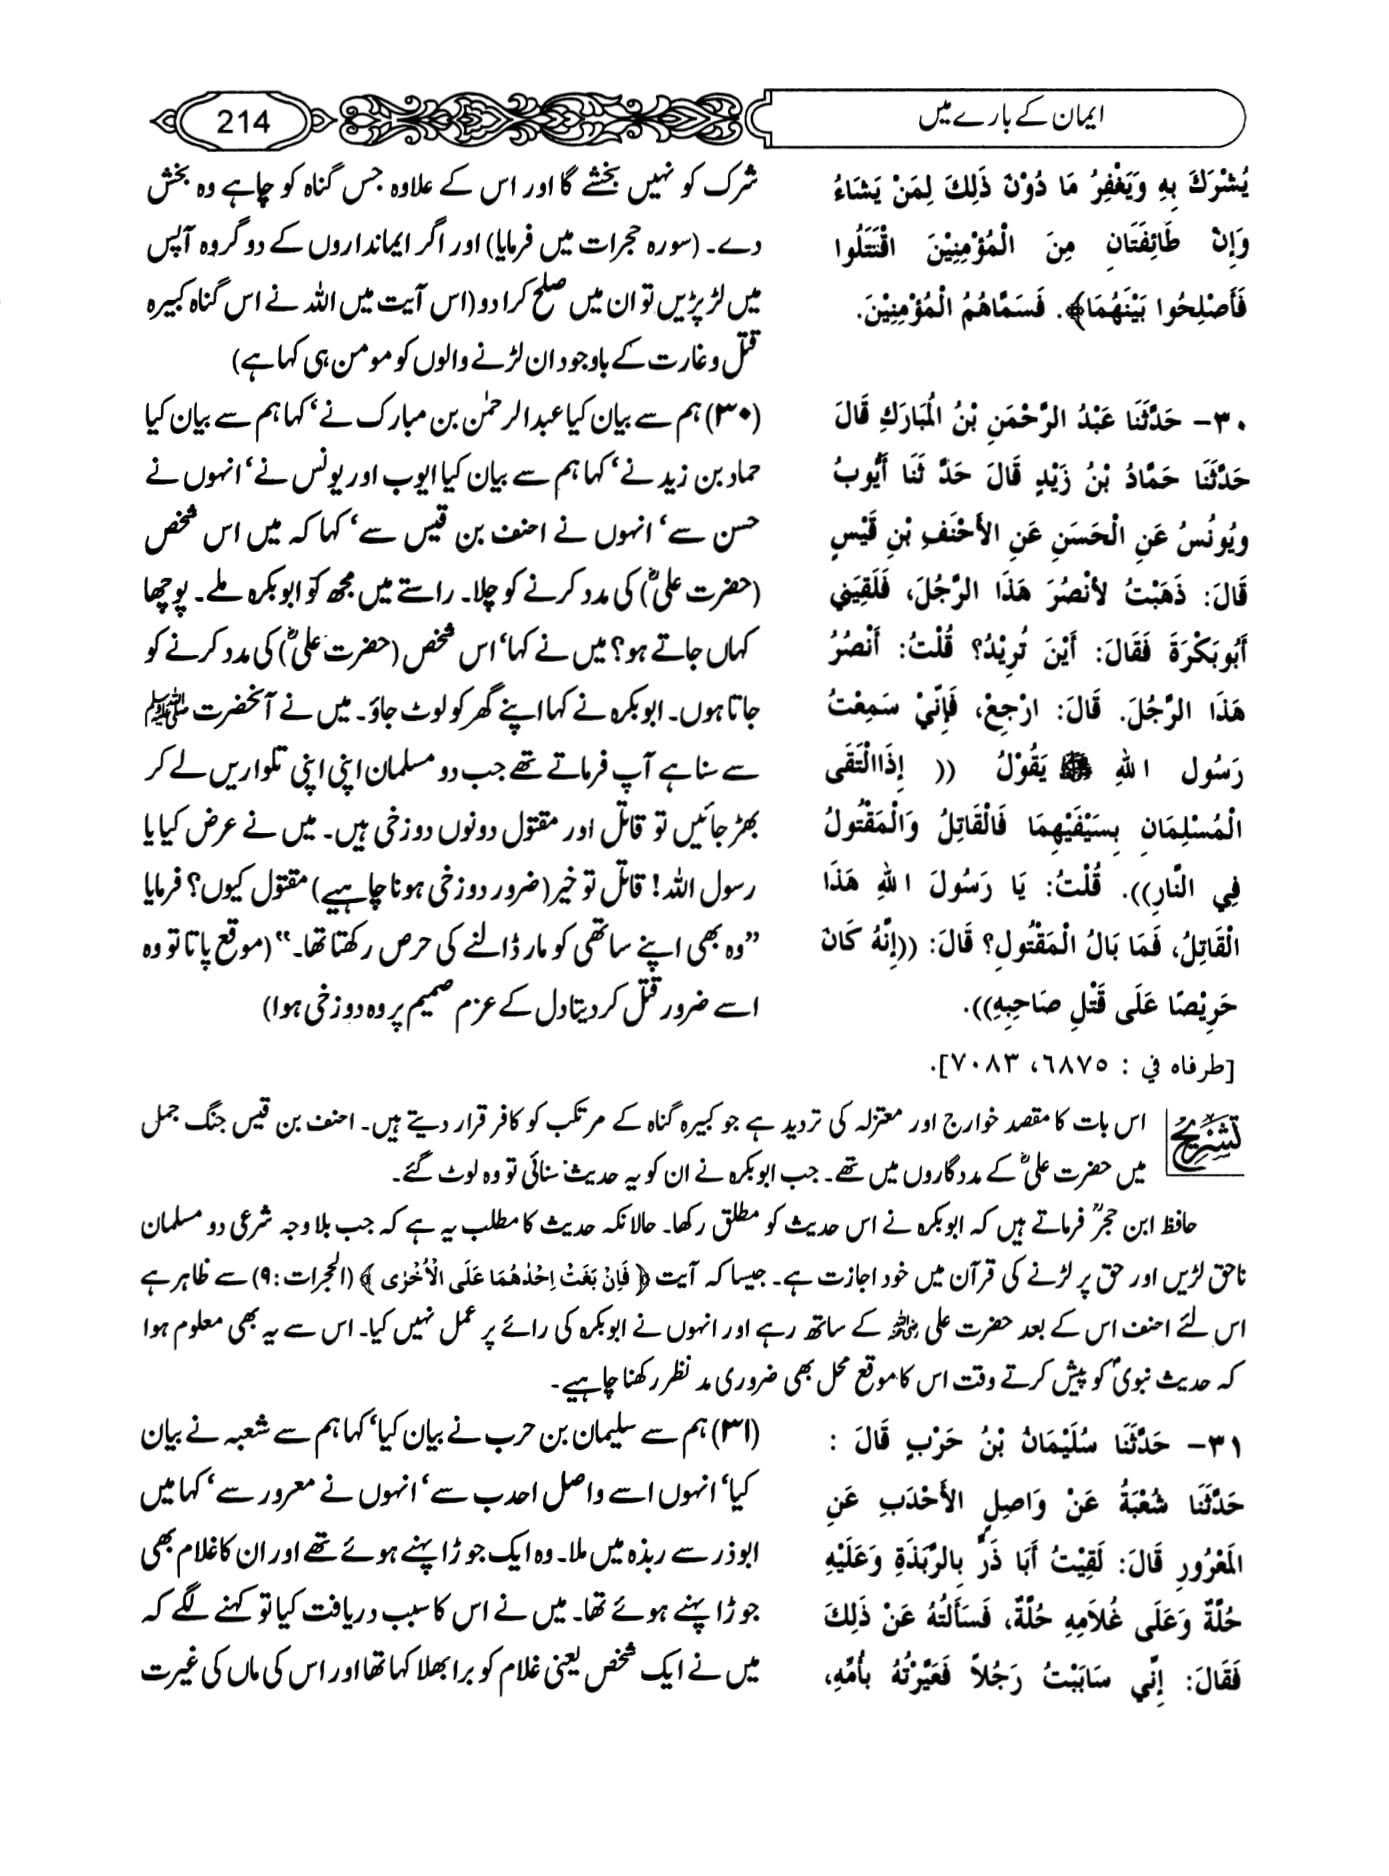 ایمان کے بارے میں
214
يُشْرَكَ بِهِ وَيَغْفِرُ مَا دُوْنَ ذَلِكَ لِمَنْ يَشَاءُ
وَإِنْ طَائِفَتَانِ مِنَ الْمُؤْمِنِيْنَ اقْتَتَلُوا
فَأَصْلِحُوا بَيْنَهُمَا﴾. فَسَمَّاهُمُ الْمُؤْمِنِيْنَ.
شرک کو نہیں بخشے گا اور اس کے علاوہ جس گناہ کو چاہے وہ بخش
دے۔ (سورہ حجرات میں فرمایا) اور اگر ایمانداروں کے دو گروہ آپس
میں لڑ پڑیں تو ان میں صلح کرا دو (اس آیت میں اللہ نے اس گناہ کبیرہ
قتل و غارت کے باوجود ان لڑنے والوں کو مومن ہی کہا ہے)
٣٠- حَدَّثَنَا عَبْدُ الرَّحْمَنِ بْنُ الْمُبَارَكِ قَالَ
حَدَّثَنَا حَمَّادُ بْنُ زَيْدٍ قَالَ حَدَّ ثَنَا أَيُّوبُ
وَيُونُسُ عَنِ الْحَسَنِ عَنِ الأَحْنَفِ بْنِ قَيْسٍ
قَالَ: ذَهَبْتُ لأَنْصُرَ هَذَا الرَّجُلَ، فَلَقِيَنِي
أَبُوبَكْرَةَ فَقَالَ: أَيْنَ تُرِيْدُ؟ قُلْتُ: أَنْصُرُ
هَذَا الرَّجُلَ. قَالَ: ارْجِعْ، فَإِنِّيْ سَمِعْتُ
رَسُولَ اللهِ ﷺ يَقُوْلُ (( إِذَاالْتَقَى
الْمُسْلِمَانِ بِسَيْفَيْهِمَا فَالْقَاتِلُ وَالْمَقْتُولُ
فِي النَّارِ)). قُلْتُ: يَا رَسُولَ اللهِ هَذَا
الْقَاتِلُ، فَمَا بَالُ الْمَقْتُولِ؟ قَالَ: ((إِنَّهُ كَانَ
حَرِيْصًا عَلَى قَتْلِ صَاحِبِهِ)).
[طرفاه في : ٦٨٧٥، ٧٠٨٣].
(۳۰) ہم سے بیان کیا عبدالرحمٰن بن مبارک نے‘ کہا ہم سے بیان کیا
حماد بن زید نے‘ کہا ہم سے بیان کیا ایوب اور یونس نے‘ انہوں نے
حسن سے‘ انہوں نے احنف بن قیس سے‘ کہا کہ میں اس شخص
(حضرت علیؓ) کی مدد کرنے کو چلا۔ راستے میں مجھ کو ابوبکرہ ملے۔ پوچھا
کہاں جاتے ہو؟ میں نے کہا‘ اس شخص (حضرت علیؓ) کی مدد کرنے کو
جاتا ہوں۔ ابوبکرہ نے کہا اپنے گھر کو لوٹ جاؤ۔ میں نے آنحضرت ﷺ
سے سنا ہے آپ فرماتے تھے جب دو مسلمان اپنی اپنی تلواریں لے کر
بھڑ جائیں تو قاتل اور مقتول دونوں دوزخی ہیں۔ میں نے عرض کیا یا
رسول اللہ! قاتل تو خیر (ضرور دوزخی ہونا چاہیے) مقتول کیوں؟ فرمایا
”وہ بھی اپنے ساتھی کو مار ڈالنے کی حرص رکھتا تھا۔“ (موقع پاتا تو وہ
اسے ضرور قتل کر دیتا دل کے عزم صمیم پر وہ دوزخی ہوا)
تشریح
اس بات کا مقصد خوارج اور معتزلہ کی تردید ہے جو کبیرہ گناہ کے مرتکب کو کافر قرار دیتے ہیں۔ احنف بن قیس جنگ جمل
میں حضرت علیؓ کے مددگاروں میں تھے۔ جب ابوبکرہ نے ان کو یہ حدیث سنائی تو وہ لوٹ گئے۔
حافظ ابن حجرؒ فرماتے ہیں کہ ابوبکرہ نے اس حدیث کو مطلق رکھا۔ حالانکہ حدیث کا مطلب یہ ہے کہ جب بلا وجہ شرعی دو مسلمان
ناحق لڑیں اور حق پر لڑنے کی قرآن میں خود اجازت ہے۔ جیسا کہ آیت ﴿ فَاِنْ بَغَتْ اِحْدٰهُمَا عَلَى الْاُخْرٰى ﴾ (الحجرات : ۹) سے ظاہر ہے
اس لئے احنف اس کے بعد حضرت علی رضی اللہ عنہ کے ساتھ رہے اور انہوں نے ابوبکرہ کی رائے پر عمل نہیں کیا۔ اس سے یہ بھی معلوم ہوا
کہ حدیث نبویؐ کو پیش کرتے وقت اس کا موقع محل بھی ضروری مد نظر رکھنا چاہیے۔
٣١- حَدَّثَنَا سُلَيْمَانُ بْنُ حَرْبٍ قَالَ :
حَدَّثَنَا شُعْبَةُ عَنْ وَاصِلٍ الأَحْدَبِ عَنِ
الْمَعْرُورِ قَالَ: لَقِيْتُ أَبَا ذَرٍّ بِالرَّبَذَةِ وَعَلَيْهِ
حُلَّةٌ وَعَلَى غُلاَمِهِ حُلَّةٌ، فَسَأَلْتُهُ عَنْ ذَلِكَ
فَقَالَ: إِنِّي سَابَبْتُ رَجُلاً فَعَيَّرْتُهُ بِأُمِّهِ،
(۳۱) ہم سے سلیمان بن حرب نے بیان کیا‘ کہا ہم سے شعبہ نے بیان
کیا‘ انہوں اسے واصل احدب سے‘ انہوں نے معرور سے‘ کہا میں
ابوذر سے ربذہ میں ملا۔ وہ ایک جوڑا پہنے ہوئے تھے اور ان کا غلام بھی
جوڑا پہنے ہوئے تھا۔ میں نے اس کا سبب دریافت کیا تو کہنے لگے کہ
میں نے ایک شخص یعنی غلام کو برا بھلا کہا تھا اور اس کی ماں کی غیرت